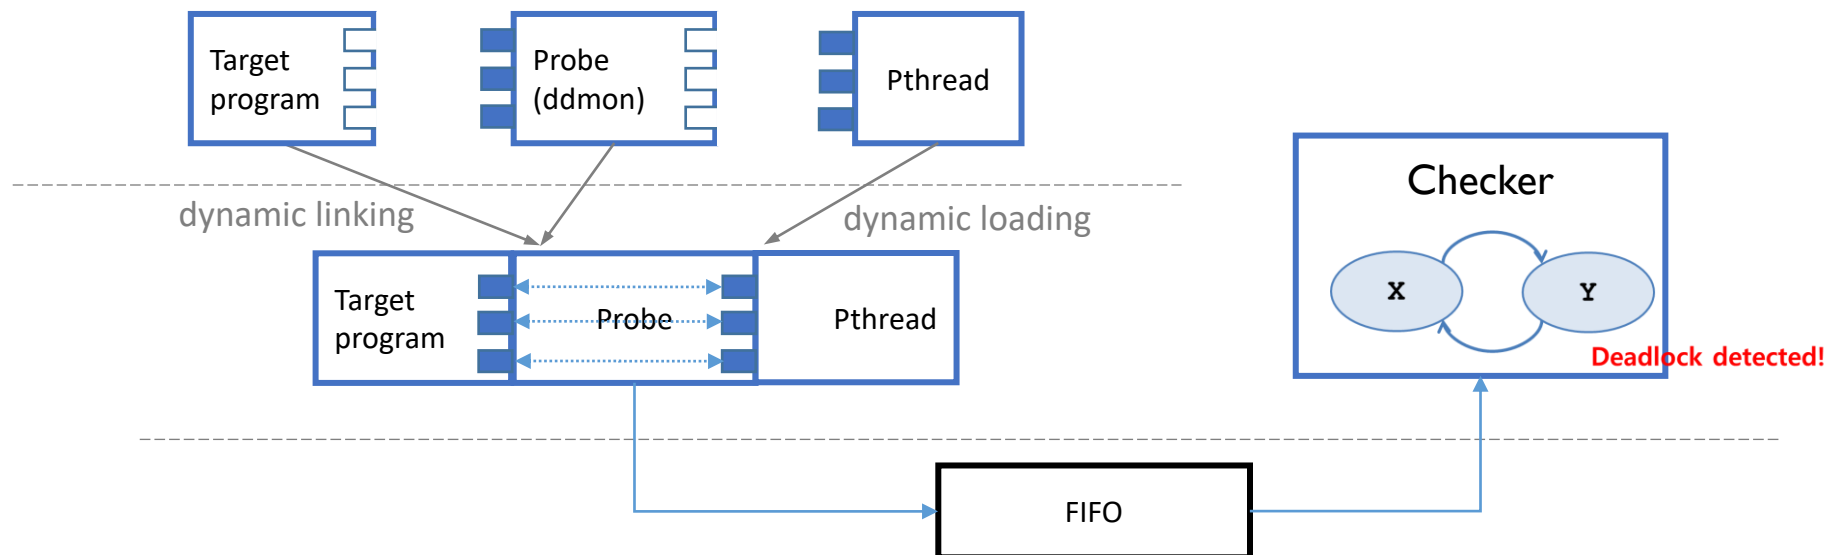 Target
program
Probe
(ddmon)
Pthread
dynamic linking
dynamic loading
Checker
Target
program
Probe
Pthread
X
Y
Deadlock detected!
FIFO